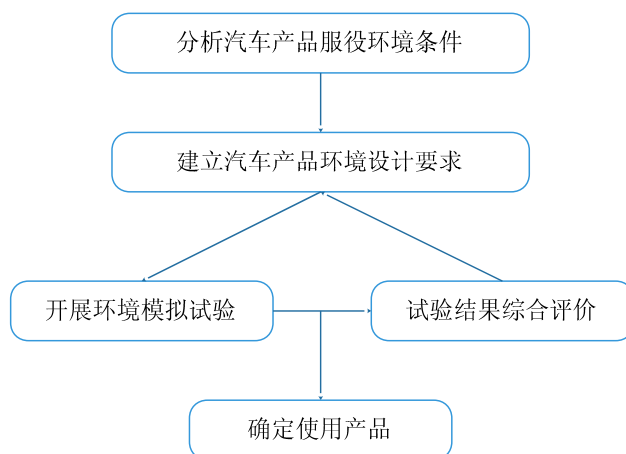 分析汽车产品服役环境条件
建立汽车产品环境设计要求
开展环境模拟试验
试验结果综合评价
确定使用产品